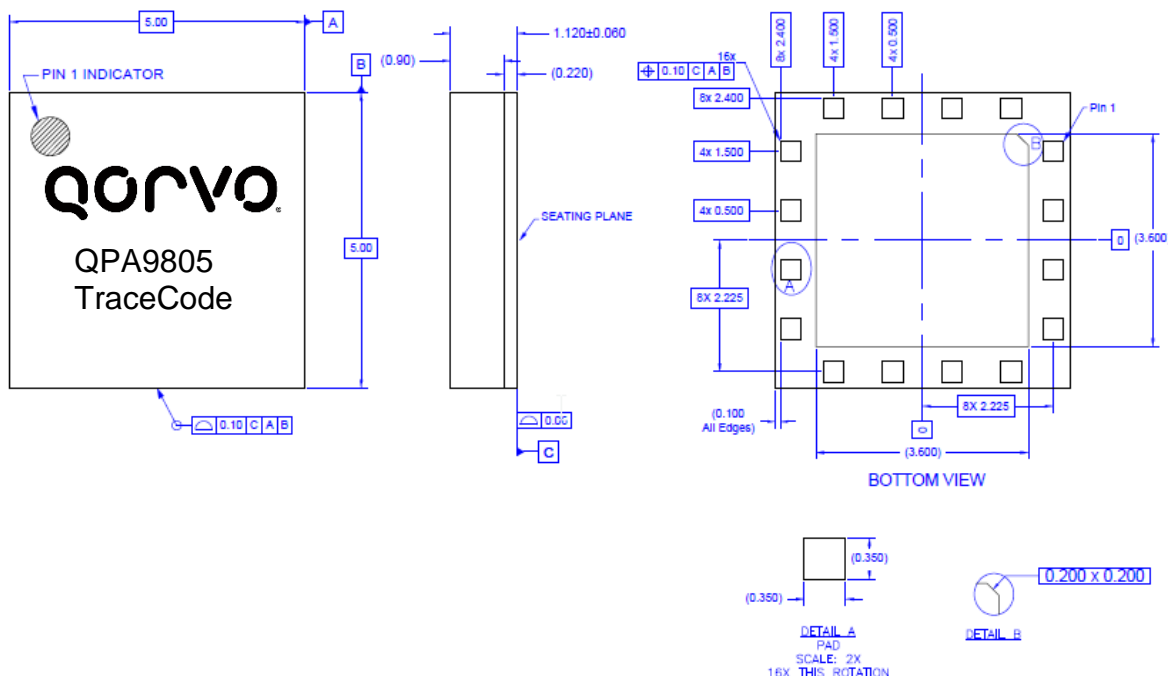 5.00
A
PIN 1 INDICATOR
B
QORVO
QPA9805
TraceCode
5.00
0.10 C A B
1.120±0.060
(0.90)
(0.220)
SEATING PLANE
C
16x
0.10 C A B
8x 2.400
4x 1.500
4x 0.500
8X 2.400
4x 1.500
4x 0.500
8X 2.225
Pin 1
B
A
0
(3.600
(0.100
All Edges)
8X 2.225
0
(3.600)
BOTTOM VIEW
(0.350)
(0.350)
DETAIL A
PAD
SCALE: 2X
16X THIS ROTATION
0.200 x 0.200
DETAIL B